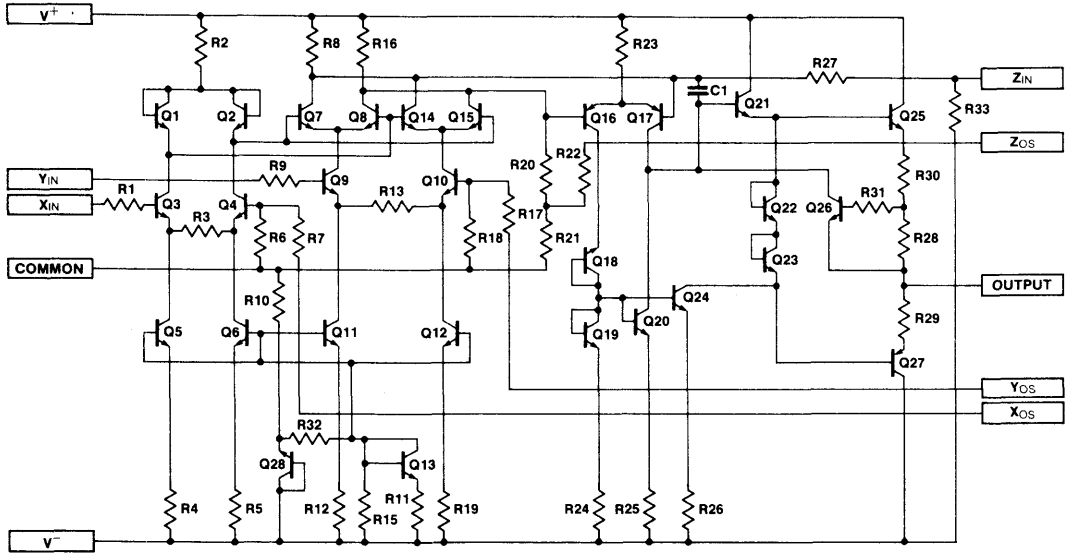 V+
R2
R8
R16
R23
R27
ZIN
C1
Q1
Q2
Q7
Q8
Q14
Q15
Q16
Q17
Q21
Q25
R33
ZOS
R20
R22
R9
YIN
Q9
R13
Q10
R30
R1
XIN
Q3
R3
Q4
R17
Q22
Q26
R31
R6
R7
R18
R21
R28
COMMON
Q18
Q23
R10
Q24
OUTPUT
Q5
Q6
Q11
Q12
Q19
Q20
R29
Q27
YOS
XOS
R32
Q28
Q13
R4
R5
R12
R15
R11
R19
R24
R25
R26
V−